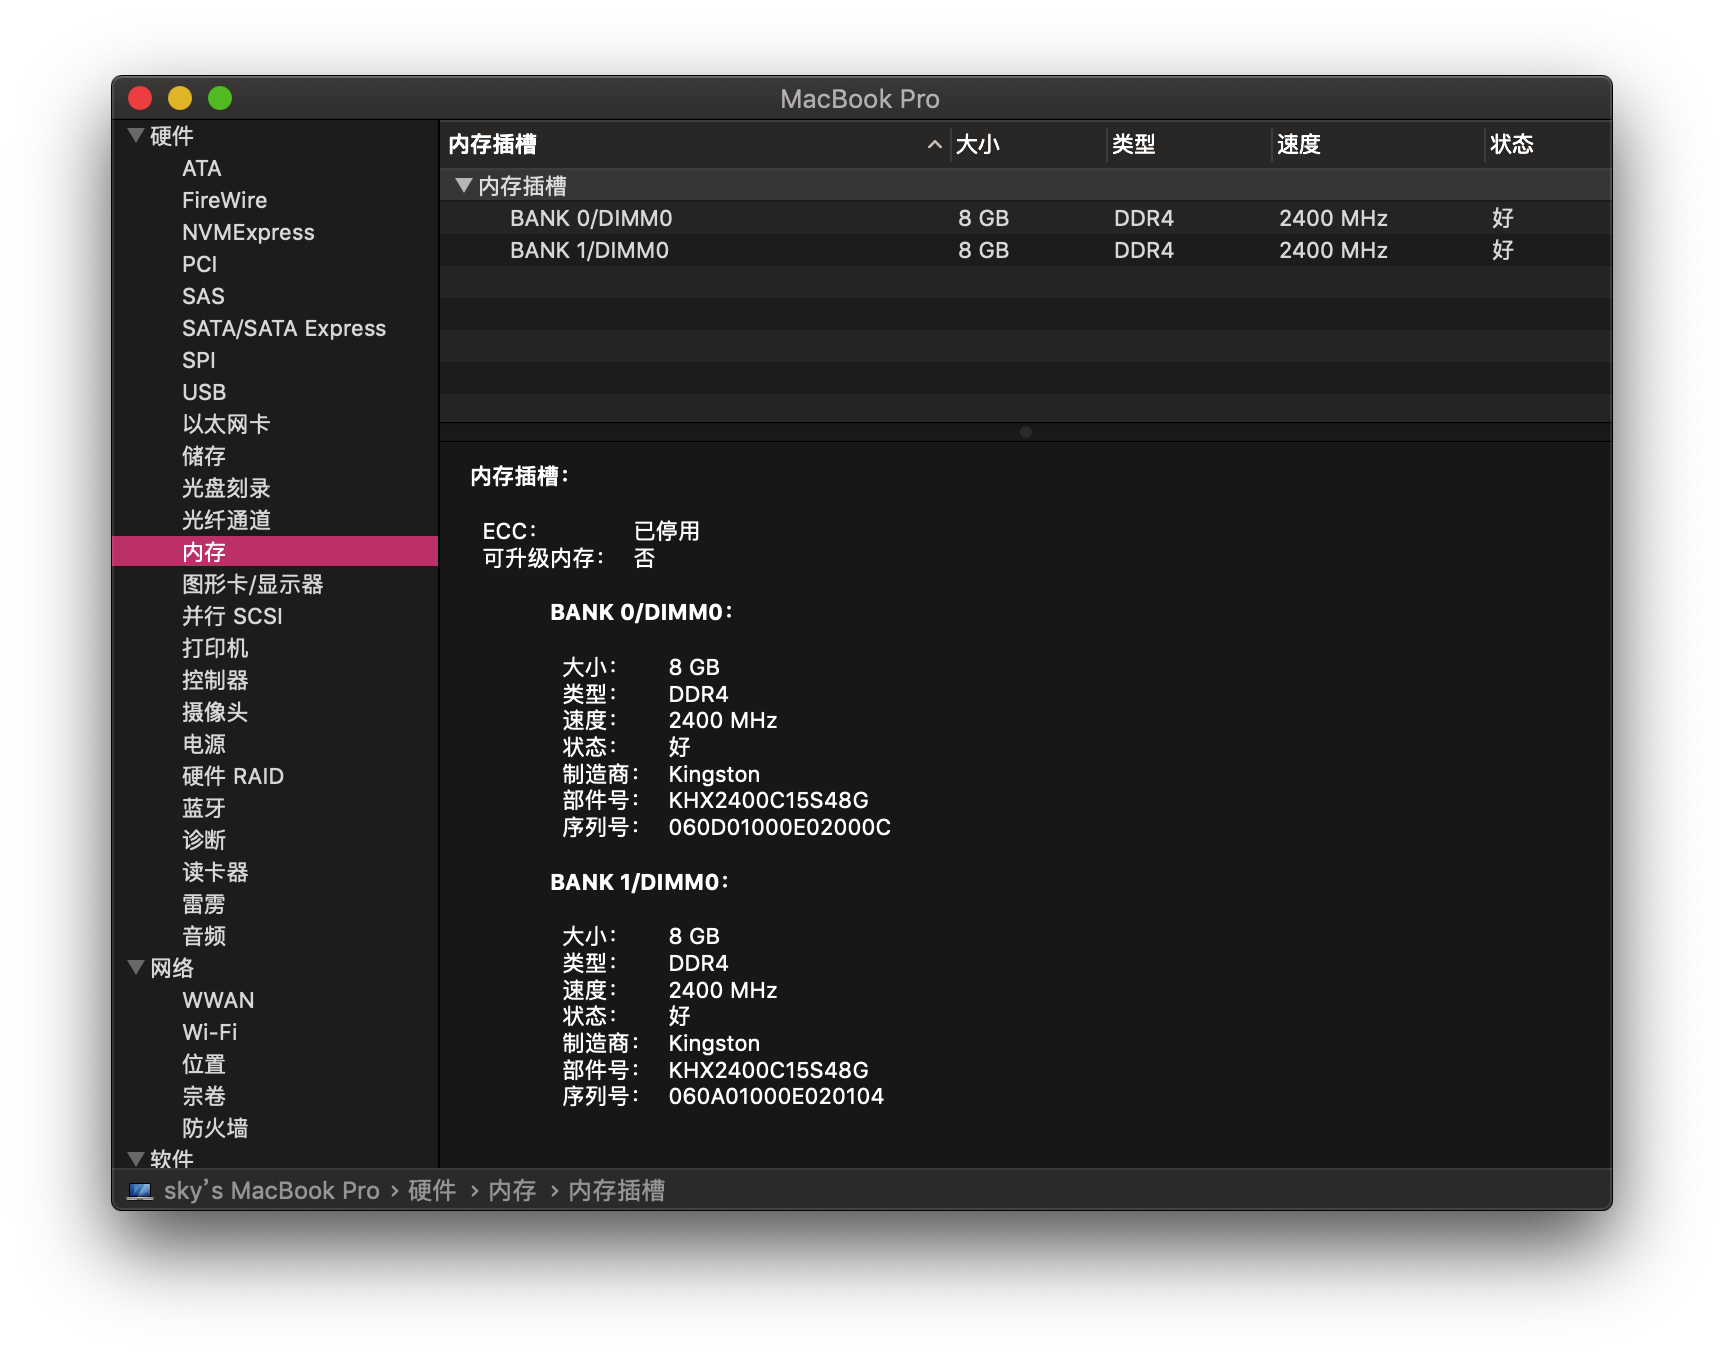 MacBook Pro
硬件
ATA
FireWire
NVMExpress
PCI
SAS
SATA/SATA Express
SPI
USB
以太网卡
储存
光盘刻录
光纤通道
内存
图形卡/显示器
并行 SCSI
打印机
控制器
摄像头
电源
硬件 RAID
蓝牙
诊断
读卡器
雷雳
音频
网络
WWAN
Wi-Fi
位置
宗卷
防火墙
软件
内存插槽 大小 类型 速度 状态
内存插槽
BANK 0/DIMM0 8 GB DDR4 2400 MHz 好
BANK 1/DIMM0 8 GB DDR4 2400 MHz 好
内存插槽：
ECC： 已停用
可升级内存： 否
BANK 0/DIMM0：
大小： 8 GB
类型： DDR4
速度： 2400 MHz
状态： 好
制造商： Kingston
部件号： KHX2400C15S48G
序列号： 060D01000E02000C
BANK 1/DIMM0：
大小： 8 GB
类型： DDR4
速度： 2400 MHz
状态： 好
制造商： Kingston
部件号： KHX2400C15S48G
序列号： 060A01000E020104
sky’s MacBook Pro › 硬件 › 内存 › 内存插槽